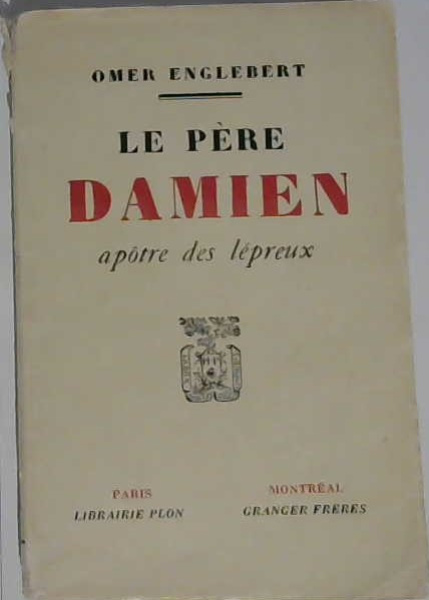 OMER ENGLEBERT
LE PÈRE
DAMIEN
apôtre des lépreux
PARIS
LIBRAIRIE PLON
MONTRÉAL
GRANGER FRÈRES